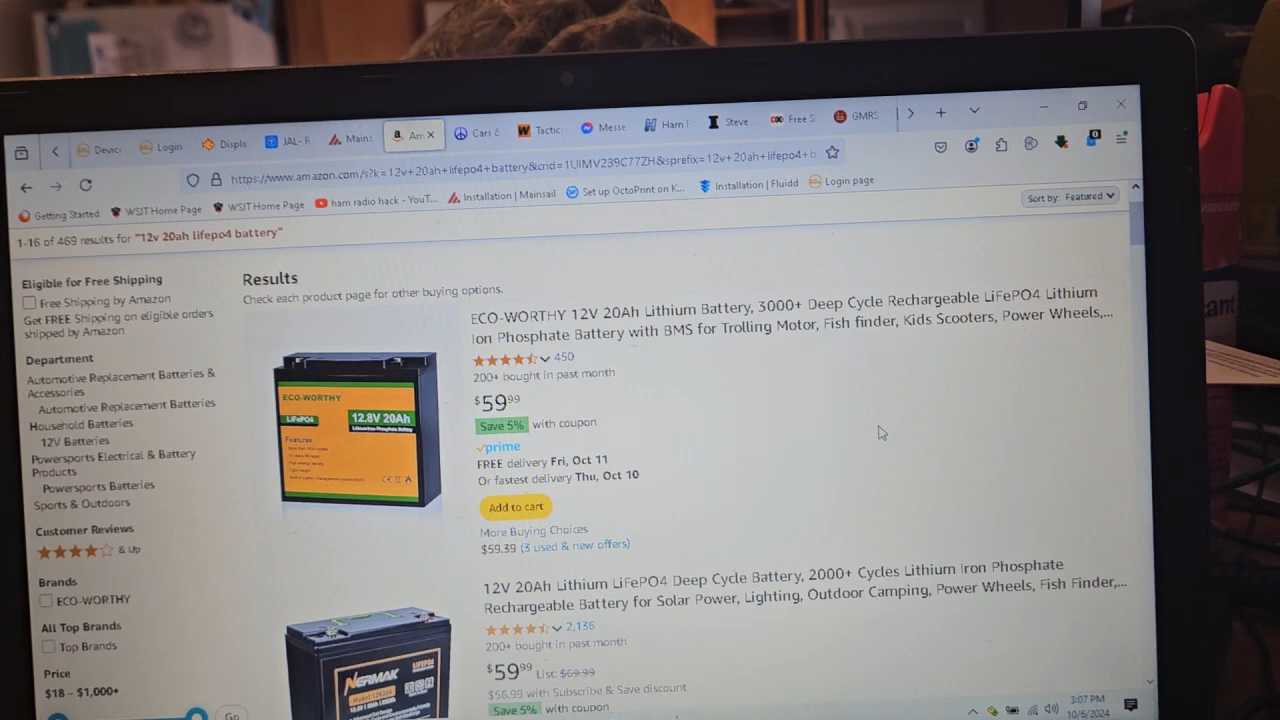 Devic
Login
Displa
JAL - R
Mains
Am
Cars &
Tactic
Messe
Ham I
Steve
Free S
GMRS
https://www.amazon.com/s?k=12v+20ah+lifepo4+battery&crid=1UIMV239C77ZH&sprefix=12v+20ah+lifepo4+b
Getting Started
WSJT Home Page
WSJT Home Page
ham radio hack - YouT...
Installation | Mainsail
Set up OctoPrint on K...
Installation | Fluidd
Login page
1-16 of 469 results for "12v 20ah lifepo4 battery"
Sort by: Featured
Eligible for Free Shipping
Free Shipping by Amazon
Get FREE Shipping on eligible orders
shipped by Amazon
Department
Automotive Replacement Batteries &
Accessories
Automotive Replacement Batteries
Household Batteries
12V Batteries
Powersports Electrical & Battery
Products
Powersports Batteries
Sports & Outdoors
Customer Reviews
& Up
Brands
ECO-WORTHY
All Top Brands
Top Brands
Price
$18 – $1,000+
Go
Results
Check each product page for other buying options.
ECO-WORTHY
LiFePO4
12.8V 20Ah
Lithium Iron Phosphate Battery
Features
ECO-WORTHY 12V 20Ah Lithium Battery, 3000+ Deep Cycle Rechargeable LiFePO4 Lithium
Ion Phosphate Battery with BMS for Trolling Motor, Fish finder, Kids Scooters, Power Wheels,...
450
200+ bought in past month
$59.99
Save 5% with coupon
prime
FREE delivery Fri, Oct 11
Or fastest delivery Thu, Oct 10
Add to cart
More Buying Choices
$59.39 (3 used & new offers)
NERMAK
LIFEPO4
12V 20Ah Lithium LiFePO4 Deep Cycle Battery, 2000+ Cycles Lithium Iron Phosphate
Rechargeable Battery for Solar Power, Lighting, Outdoor Camping, Power Wheels, Fish Finder,...
2,136
200+ bought in past month
$59.99 List: $69.99
$56.99 with Subscribe & Save discount
Save 5% with coupon
3:07 PM
10/6/2024